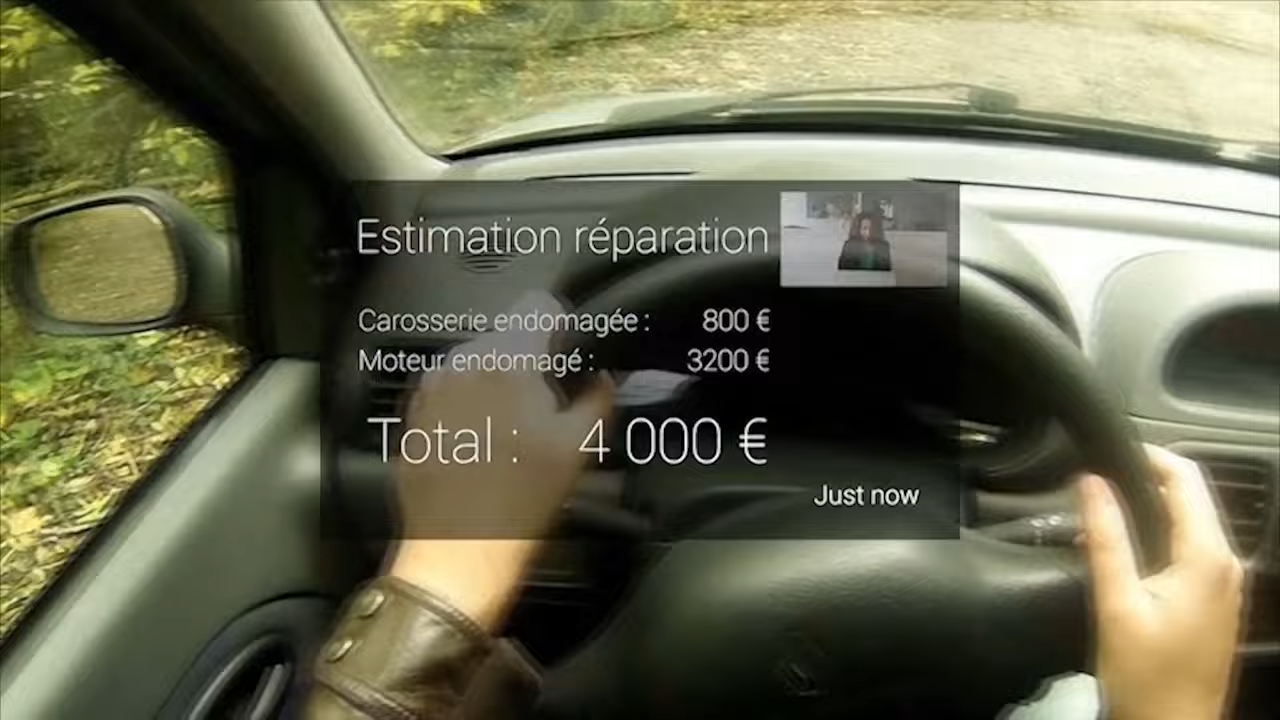 Estimation réparation
Carosserie endomagée : 800 €
Moteur endomagé : 3200 €
Total : 4 000 €
Just now